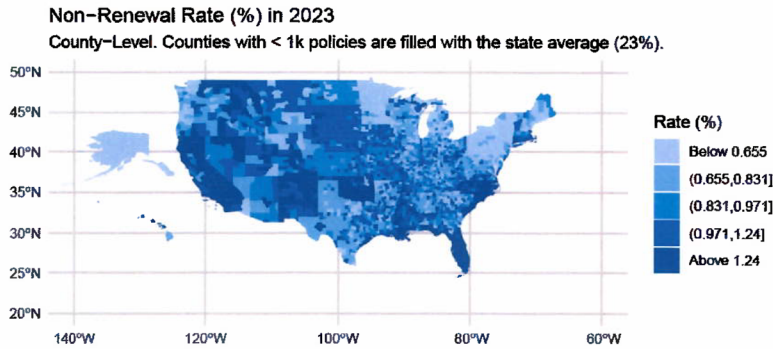 Non−Renewal Rate (%) in 2023
County−Level. Counties with < 1k policies are filled with the state average (23%).
50°N
45°N
40°N
35°N
30°N
25°N
20°N
140°W
120°W
100°W
80°W
60°W
Rate (%)
Below 0.655
(0.655,0.831]
(0.831,0.971]
(0.971,1.24]
Above 1.24